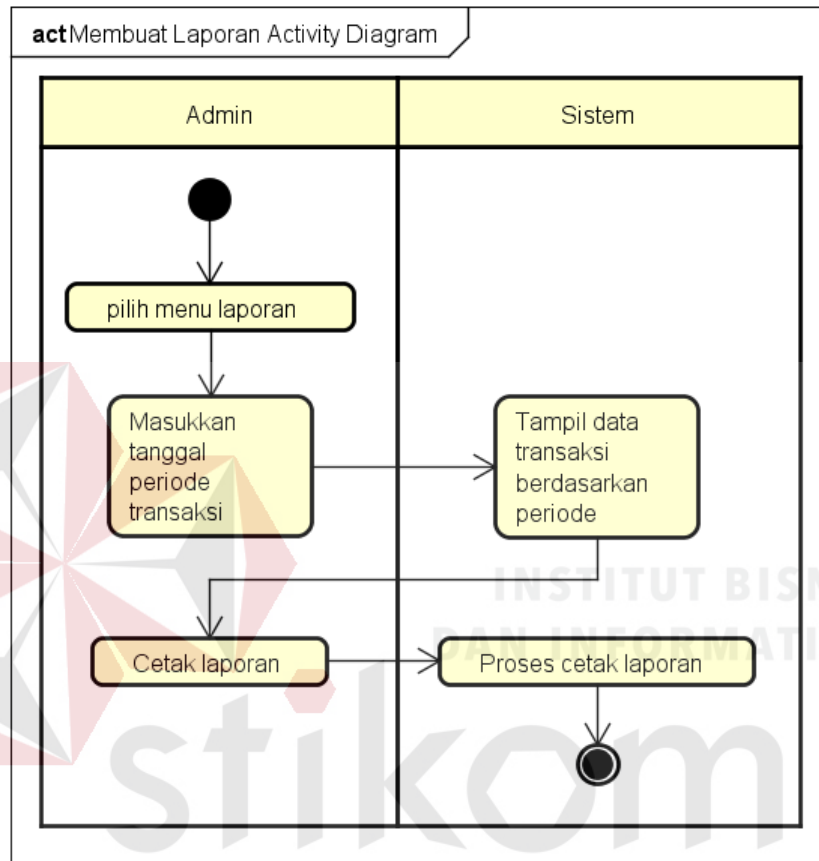 act Membuat Laporan Activity Diagram
Admin
Sistem
pilih menu laporan
Masukkan
tanggal
periode
transaksi
Tampil data
transaksi
berdasarkan
periode
INSTITUT BISN
DAN INFORMATI
Cetak laporan
Proses cetak laporan
stikom